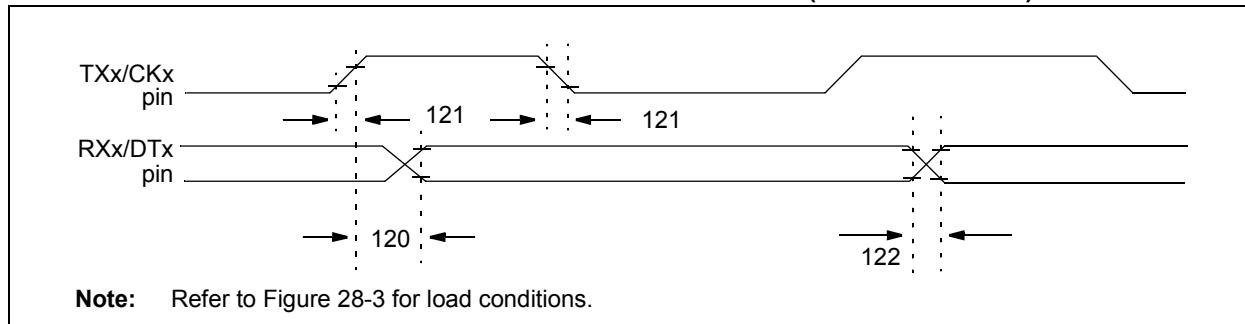 TXx/CKx
pin
121
121
RXx/DTx
pin
120
122
Note: Refer to Figure 28-3 for load conditions.